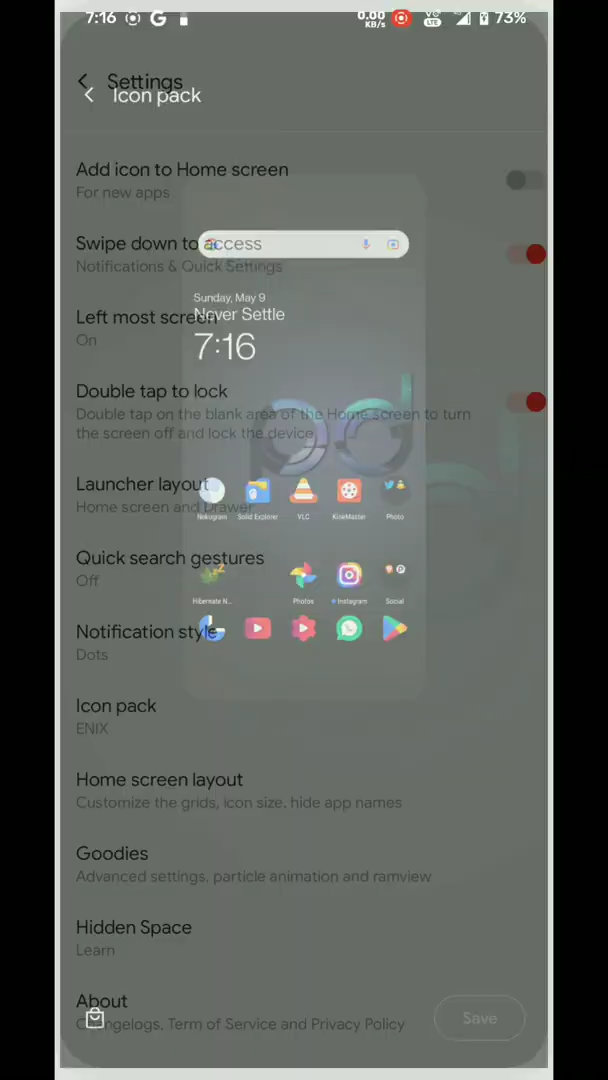 7:16 G 0.00 KB/s VoLTE 73%
Settings
Icon pack
Add icon to Home screen
For new apps
Swipe down to access
Notifications & Quick Settings
Sunday, May 9
Never Settle
7:16
Left most screen
On
Double tap to lock
Double tap on the blank area of the Home screen to turn
the screen off and lock the device
Launcher layout
Home screen and Drawer
Nekogram Solid Explorer VLC KineMaster Photo
Quick search gestures
Off
Hibernate N... Photos Instagram Social
Notification style
Dots
Icon pack
ENIX
Home screen layout
Customize the grids, icon size, hide app names
Goodies
Advanced settings, particle animation and ramview
Hidden Space
Learn
About
Changelogs, Term of Service and Privacy Policy
Save